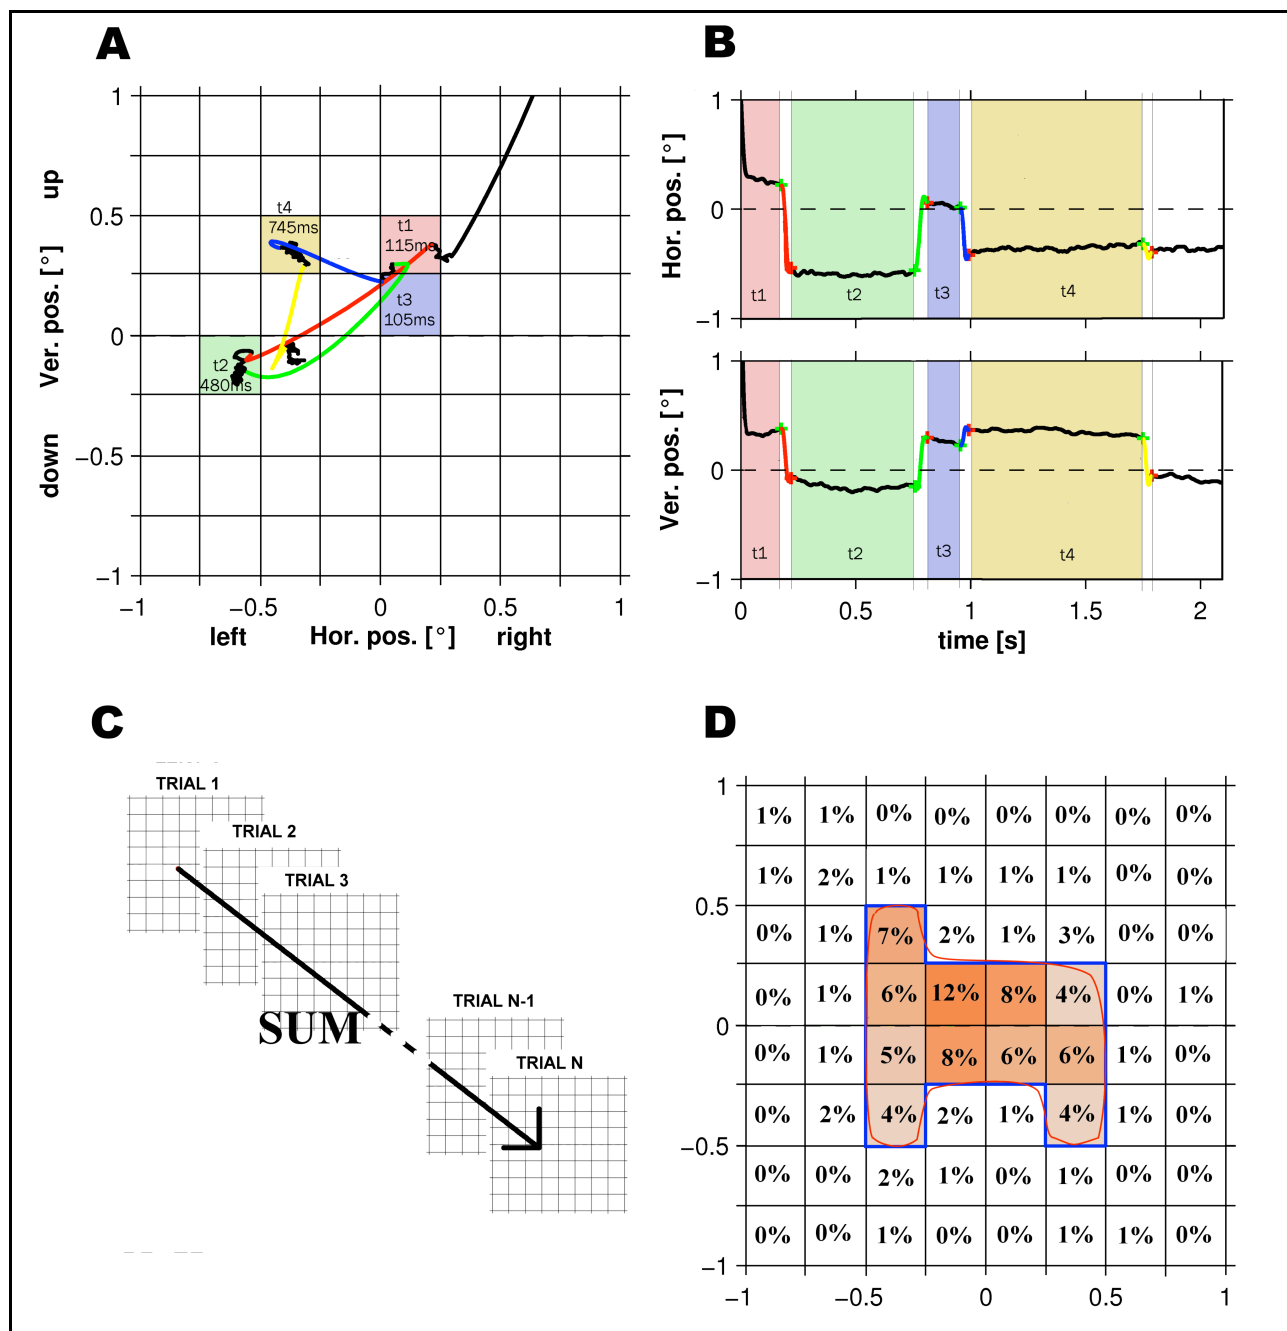 A
1
0.5
0
−0.5
−1
up
Ver. pos. [°]
down
t4
745ms
t1
115ms
t3
105ms
t2
480ms
−1
−0.5
0
0.5
1
left
Hor. pos. [°]
right
B
Hor. pos. [°]
1
0
−1
t1
t2
t3
t4
Ver. pos. [°]
1
0
−1
t1
t2
t3
t4
0
0.5
1
1.5
2
time [s]
C
TRIAL 1
TRIAL 2
TRIAL 3
SUM
TRIAL N-1
TRIAL N
D
1
1% 1% 0% 0% 0% 0% 0% 0%
1% 2% 1% 1% 1% 1% 0% 0%
0.5
0% 1% 7% 2% 1% 3% 0% 0%
0% 1% 6% 12% 8% 4% 0% 1%
0
0% 1% 5% 8% 6% 6% 1% 0%
0% 2% 4% 2% 1% 4% 1% 0%
−0.5
0% 0% 2% 1% 0% 1% 0% 0%
0% 0% 1% 0% 0% 1% 1% 0%
−1
−1
−0.5
0
0.5
1